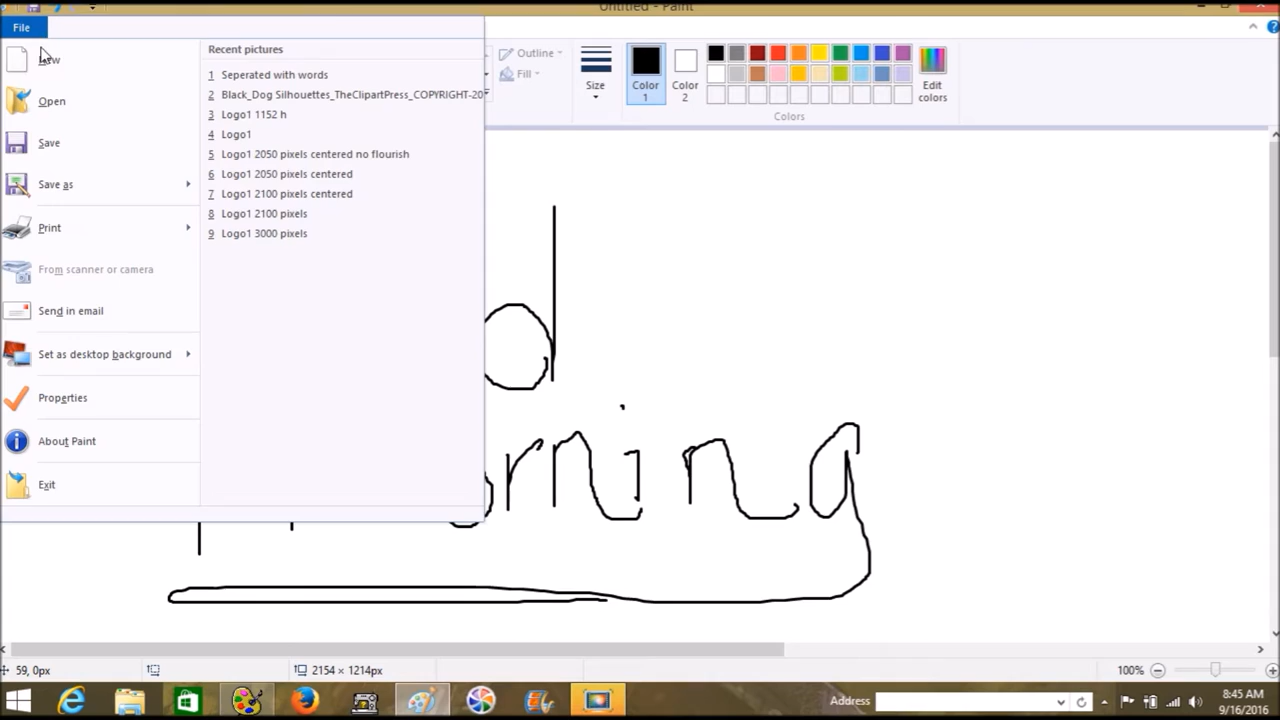 Untitled - Paint
File
New
Open
Save
Save as
Print
From scanner or camera
Send in email
Set as desktop background
Properties
About Paint
Exit
Recent pictures
1 Seperated with words
2 Black_Dog Silhouettes_TheClipartPress_COPYRIGHT-20
3 Logo1 1152 h
4 Logo1
5 Logo1 2050 pixels centered no flourish
6 Logo1 2050 pixels centered
7 Logo1 2100 pixels centered
8 Logo1 2100 pixels
9 Logo1 3000 pixels
Outline
Fill
Size
Color 1
Color 2
Edit colors
Colors
d
orning
59, 0px
2154 × 1214px
100%
Address
8:45 AM
9/16/2016